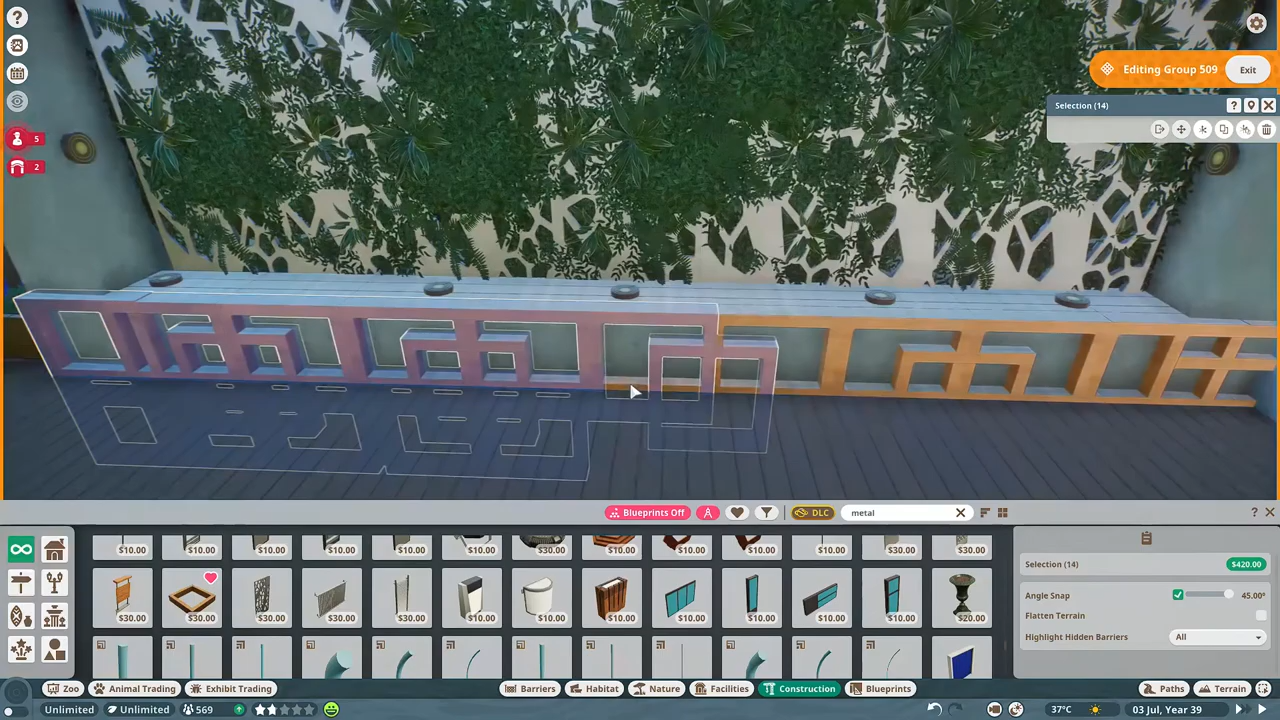 ?
Editing Group 509
Exit
Selection (14)
?
5
2
Blueprints Off
DLC
metal
?
$10.00 $10.00 $10.00 $10.00 $10.00 $10.00 $30.00 $10.00 $10.00 $10.00 $10.00 $30.00 $30.00
$30.00 $30.00 $30.00 $30.00 $10.00 $10.00 $10.00 $10.00 $10.00 $10.00 $10.00 $10.00 $20.00
Selection (14)
$420.00
Angle Snap
45.00°
Flatten Terrain
Highlight Hidden Barriers
All
Zoo
Animal Trading
Exhibit Trading
Barriers
Habitat
Nature
Facilities
Construction
Blueprints
Paths
Terrain
Unlimited
Unlimited
569
37°C
03 Jul, Year 39